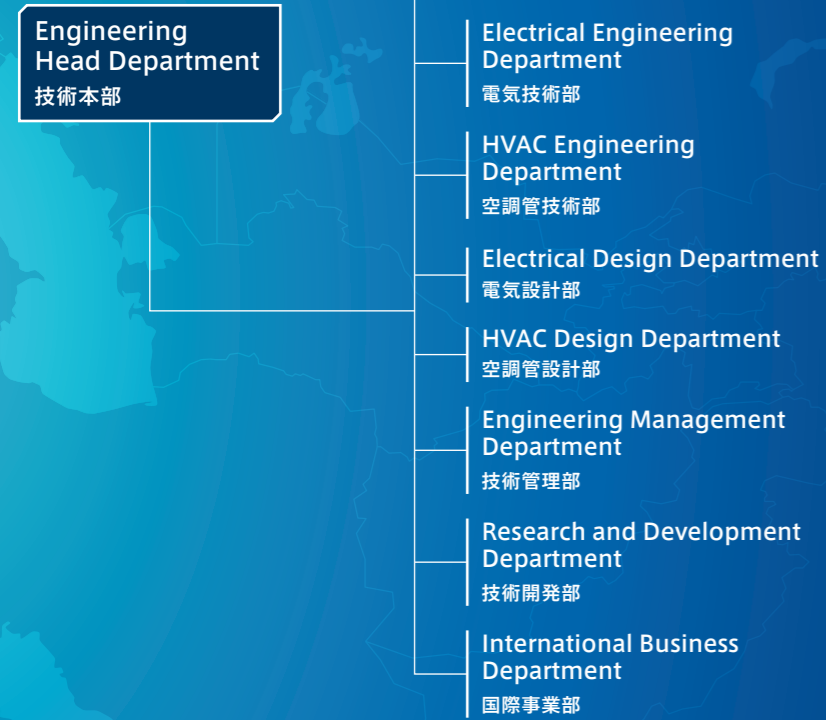 Engineering
Head Department
技術本部
Electrical Engineering
Department
電気技術部
HVAC Engineering
Department
空調管技術部
Electrical Design Department
電気設計部
HVAC Design Department
空調管設計部
Engineering Management
Department
技術管理部
Research and Development
Department
技術開発部
International Business
Department
国際事業部